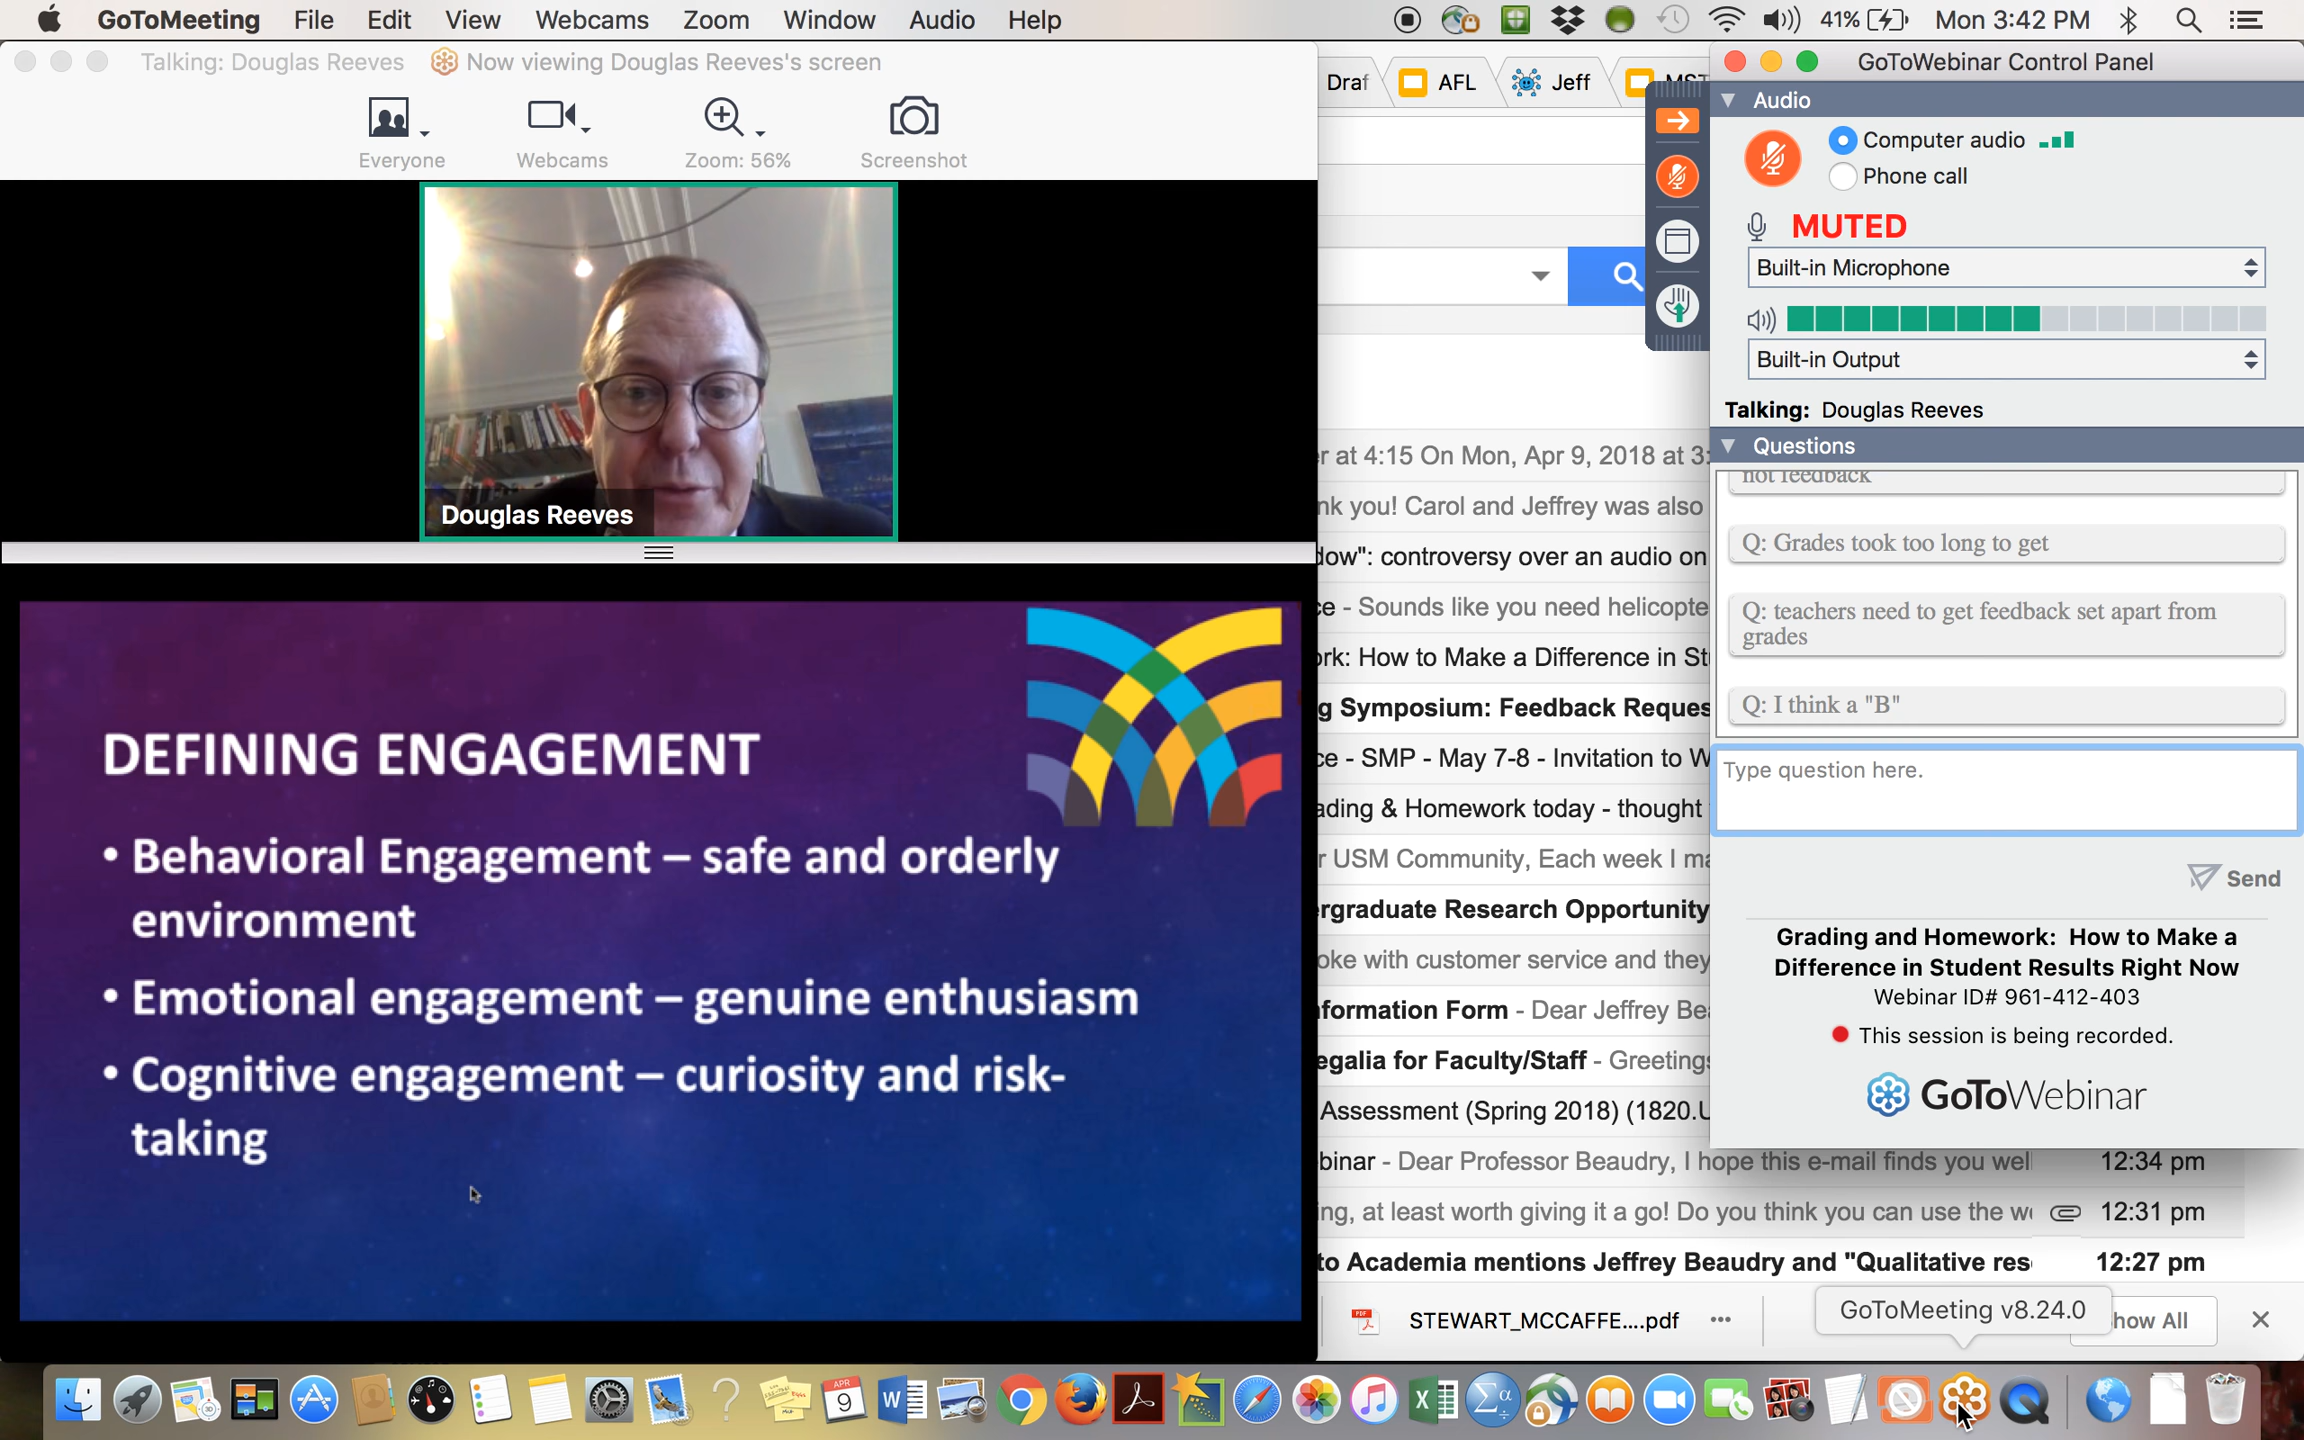 GoToMeeting File Edit View Webcams Zoom Window Audio Help 41% Mon 3:42 PM
Talking: Douglas Reeves Now viewing Douglas Reeves's screen
Everyone Webcams Zoom: 56% Screenshot
Douglas Reeves
DEFINING ENGAGEMENT
• Behavioral Engagement – safe and orderly
environment
• Emotional engagement – genuine enthusiasm
• Cognitive engagement – curiosity and risk-
taking
Draf AFL Jeff MST
r at 4:15 On Mon, Apr 9, 2018 at 3:
nk you! Carol and Jeffrey was also
dow": controversy over an audio on
ce - Sounds like you need helicopte
ork: How to Make a Difference in St
g Symposium: Feedback Reques
ce - SMP - May 7-8 - Invitation to W
ading & Homework today - thought
r USM Community, Each week I ma
ergraduate Research Opportunity
oke with customer service and they
nformation Form - Dear Jeffrey Be
egalia for Faculty/Staff - Greetings
Assessment (Spring 2018) (1820.U
binar - Dear Professor Beaudry, I hope this e-mail finds you wel 12:34 pm
ing, at least worth giving it a go! Do you think you can use the w 12:31 pm
to Academia mentions Jeffrey Beaudry and "Qualitative res 12:27 pm
STEWART_MCCAFFE....pdf
GoToMeeting v8.24.0
how All
GoToWebinar Control Panel
Audio
Computer audio
Phone call
MUTED
Built-in Microphone
Built-in Output
Talking: Douglas Reeves
Questions
not feedback
Q: Grades took too long to get
Q: teachers need to get feedback set apart from
grades
Q: I think a "B"
Type question here.
Send
Grading and Homework: How to Make a
Difference in Student Results Right Now
Webinar ID# 961-412-403
This session is being recorded.
GoToWebinar
APR
9